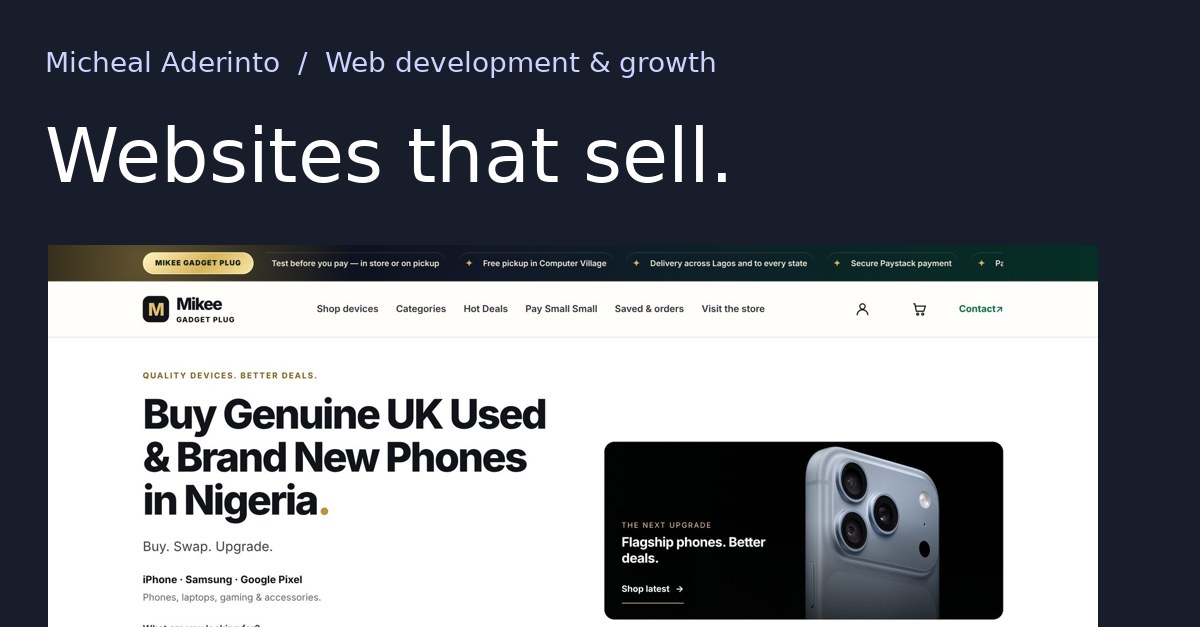 Micheal Aderinto / Web development & growth
Websites that sell.
MIKEE GADGET PLUG
Test before you pay — in store or on pickup
✦ Free pickup in Computer Village
✦ Delivery across Lagos and to every state
✦ Secure Paystack payment
✦
M
Mikee
GADGET PLUG
Shop devices
Categories
Hot Deals
Pay Small Small
Saved & orders
Visit the store
Contact↗
QUALITY DEVICES. BETTER DEALS.
Buy Genuine UK Used
& Brand New Phones
in Nigeria.
Buy. Swap. Upgrade.
iPhone · Samsung · Google Pixel
Phones, laptops, gaming & accessories.
THE NEXT UPGRADE
Flagship phones. Better
deals.
Shop latest →